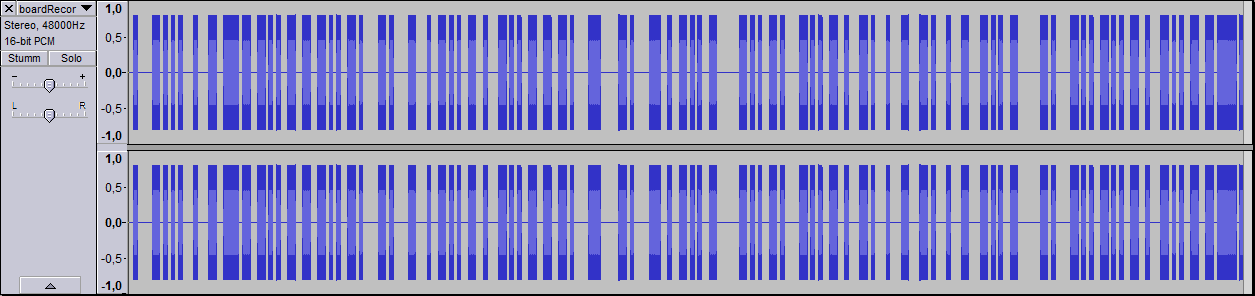 boardRecor
Stereo, 48000Hz
16-bit PCM
Stumm Solo
- +
L R
1,0
0,5-
0,0-
-0,5-
-1,0
1,0
0,5-
0,0-
-0,5-
-1,0